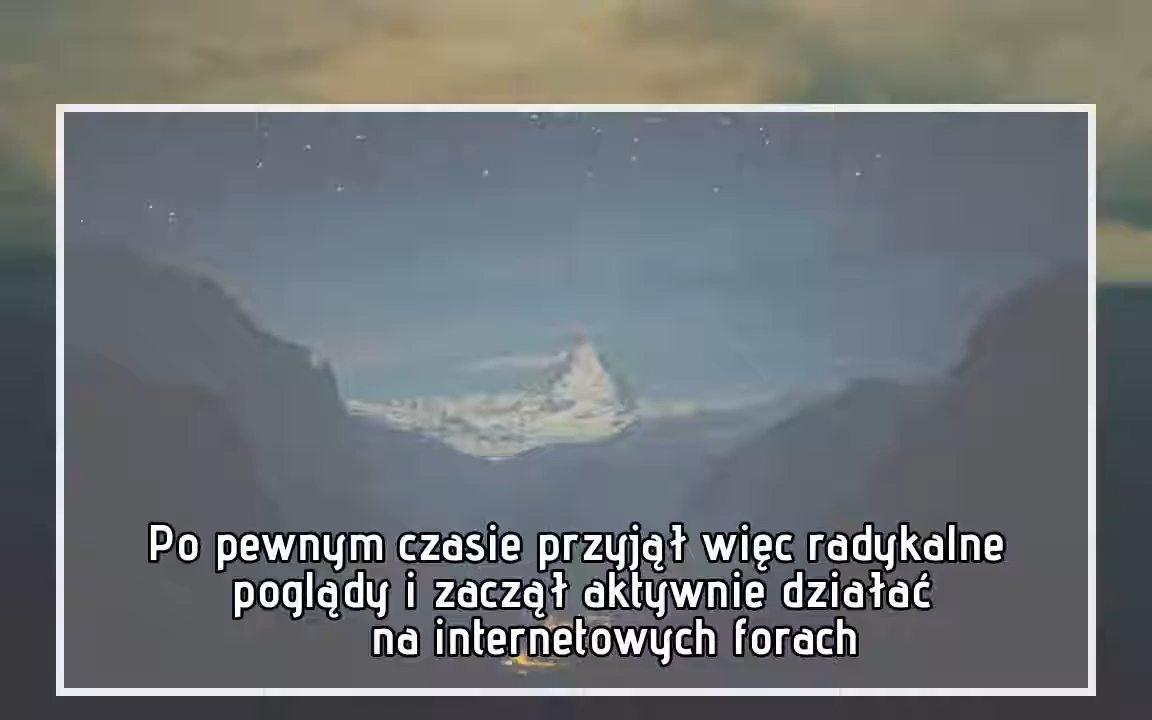 Po pewnym czasie przyjął więc radykalne
poglądy i zaczął aktywnie działać
na internetowych forach